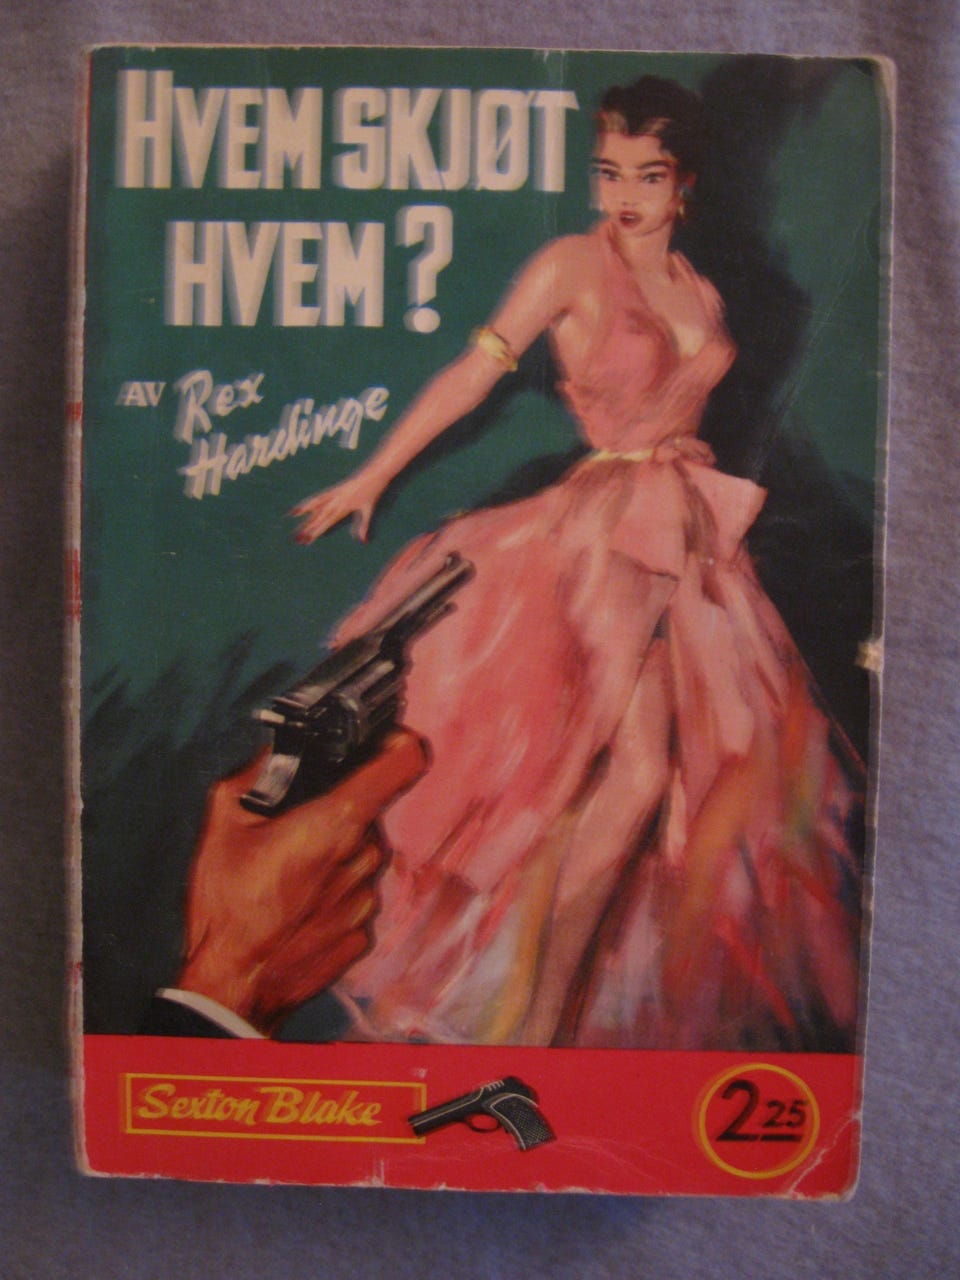 HVEM SKJØT
HVEM?
AV Rex
Hardinge
Sexton Blake
2 25